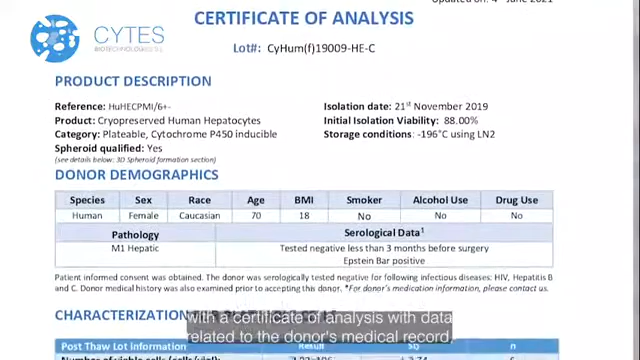 Updated on: 4th June 2021
CYTES
BIOTECHNOLOGIES S.L.
CERTIFICATE OF ANALYSIS
Lot#: CyHum(f)19009-HE-C
PRODUCT DESCRIPTION
Reference: HuHECPMI/6+-
Product: Cryopreserved Human Hepatocytes
Category: Plateable, Cytochrome P450 inducible
Spheroid qualified: Yes
(see details below: 3D Spheroid formation section)
Isolation date: 21st November 2019
Initial Isolation Viability: 88.00%
Storage conditions: -196°C using LN2
DONOR DEMOGRAPHICS
Species Sex Race Age BMI Smoker Alcohol Use Drug Use
Human Female Caucasian 70 18 No No No
Pathology Serological Data1
M1 Hepatic Tested negative less than 3 months before surgery
Epstein Bar positive
Patient informed consent was obtained. The donor was serologically tested negative for following infectious diseases: HIV, Hepatitis B
and C. Donor medical history was also examined prior to accepting this donor. *For donor's medication information, please contact us.
CHARACTERIZATION
with a certificate of analysis with data
related to the donor's medical record,
Post Thaw Lot Information Result